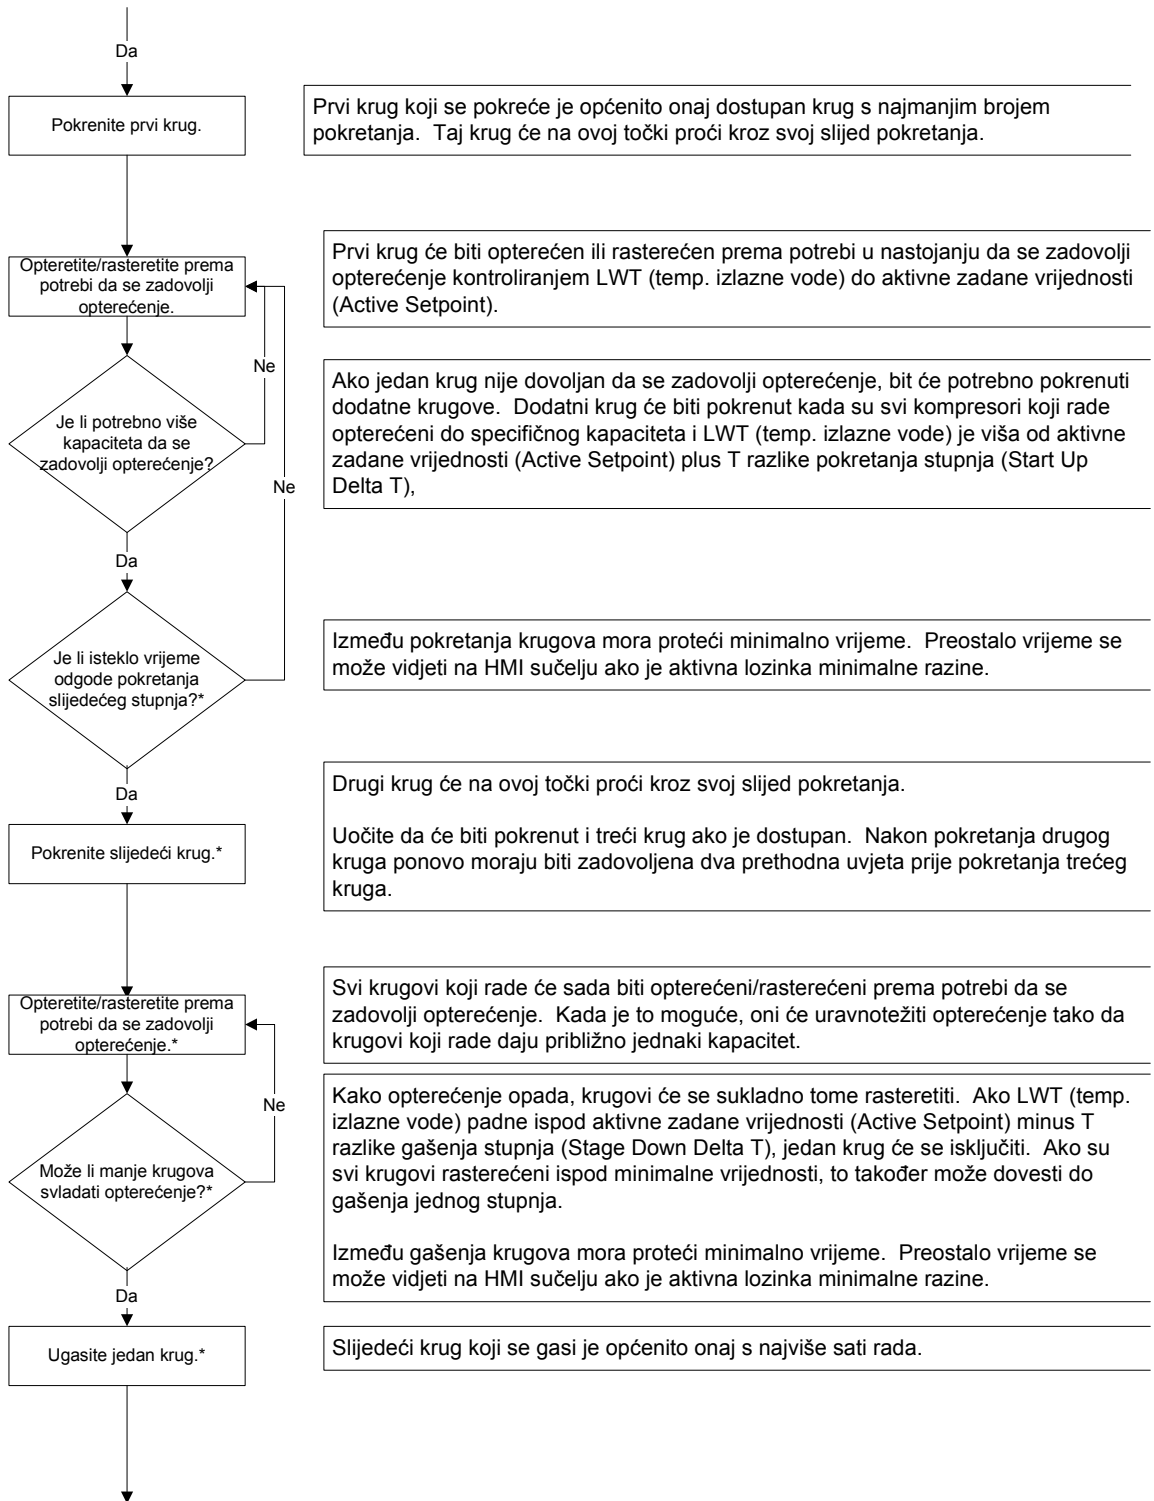 Da
Pokrenite prvi krug.
Prvi krug koji se pokreće je općenito onaj dostupan krug s najmanjim brojem
pokretanja.  Taj krug će na ovoj točki proći kroz svoj slijed pokretanja.
Opteretite/rasteretite prema
potrebi da se zadovolji
opterećenje.
Prvi krug će biti opterećen ili rasterećen prema potrebi u nastojanju da se zadovolji
opterećenje kontroliranjem LWT (temp. izlazne vode) do aktivne zadane vrijednosti
(Active Setpoint).
Ne
Je li potrebno više
kapaciteta da se
zadovolji opterećenje?
Ne
Ako jedan krug nije dovoljan da se zadovolji opterećenje, bit će potrebno pokrenuti
dodatne krugove.  Dodatni krug će biti pokrenut kada su svi kompresori koji rade
opterećeni do specifičnog kapaciteta i LWT (temp. izlazne vode) je viša od aktivne
zadane vrijednosti (Active Setpoint) plus T razlike pokretanja stupnja (Start Up
Delta T),
Da
Je li isteklo vrijeme
odgode pokretanja
slijedećeg stupnja?*
Između pokretanja krugova mora proteći minimalno vrijeme.  Preostalo vrijeme se
može vidjeti na HMI sučelju ako je aktivna lozinka minimalne razine.
Da
Pokrenite slijedeći krug.*
Drugi krug će na ovoj točki proći kroz svoj slijed pokretanja.
Uočite da će biti pokrenut i treći krug ako je dostupan.  Nakon pokretanja drugog
kruga ponovo moraju biti zadovoljena dva prethodna uvjeta prije pokretanja trećeg
kruga.
Opteretite/rasteretite prema
potrebi da se zadovolji
opterećenje.*
Svi krugovi koji rade će sada biti opterećeni/rasterećeni prema potrebi da se
zadovolji opterećenje.  Kada je to moguće, oni će uravnotežiti opterećenje tako da
krugovi koji rade daju približno jednaki kapacitet.
Ne
Može li manje krugova
svladati opterećenje?*
Kako opterećenje opada, krugovi će se sukladno tome rasteretiti.  Ako LWT (temp.
izlazne vode) padne ispod aktivne zadane vrijednosti (Active Setpoint) minus T
razlike gašenja stupnja (Stage Down Delta T), jedan krug će se isključiti.  Ako su
svi krugovi rasterećeni ispod minimalne vrijednosti, to također može dovesti do
gašenja jednog stupnja.
Između gašenja krugova mora proteći minimalno vrijeme.  Preostalo vrijeme se
može vidjeti na HMI sučelju ako je aktivna lozinka minimalne razine.
Da
Ugasite jedan krug.*
Slijedeći krug koji se gasi je općenito onaj s najviše sati rada.